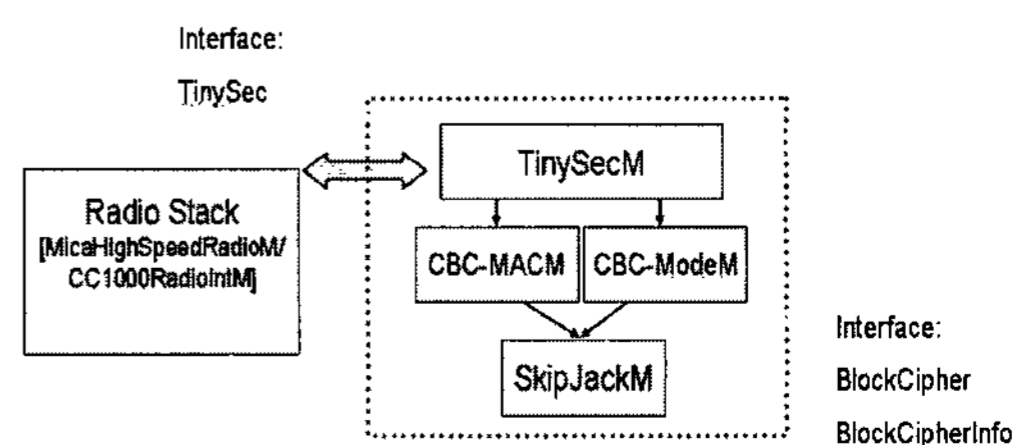 Interface:
TinySec
TinySecM
Radio Stack
[MicaHighSpeedRadioM/
CC1000RadioIntM]
CBC-MACM
CBC-ModeM
SkipJackM
Interface:
BlockCipher
BlockCipherInfo